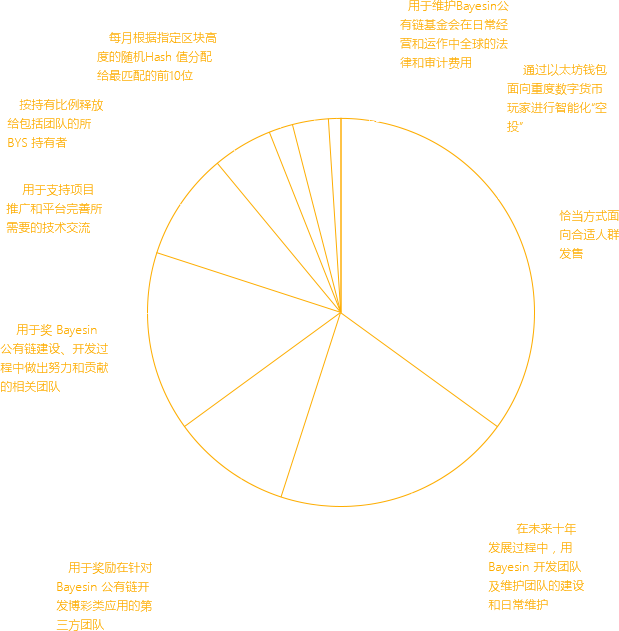 用于维护Bayesin公
有链基金会在日常经
营和运作中全球的法
律和审计费用
每月根据指定区块高
度的随机Hash 值分配
给最匹配的前10位
通过以太坊钱包
面向重度数字货币
玩家进行智能化“空
投”
按持有比例释放
给包括团队的所
BYS 持有者
用于支持项目
推广和平台完善所
需要的技术交流
恰当方式面
向合适人群
发售
用于奖 Bayesin
公有链建设、开发过
程中做出努力和贡献
的相关团队
在未来十年
发展过程中，用
Bayesin 开发团队
及维护团队的建设
和日常维护
用于奖励在针对
Bayesin 公有链开
发博彩类应用的第
三方团队